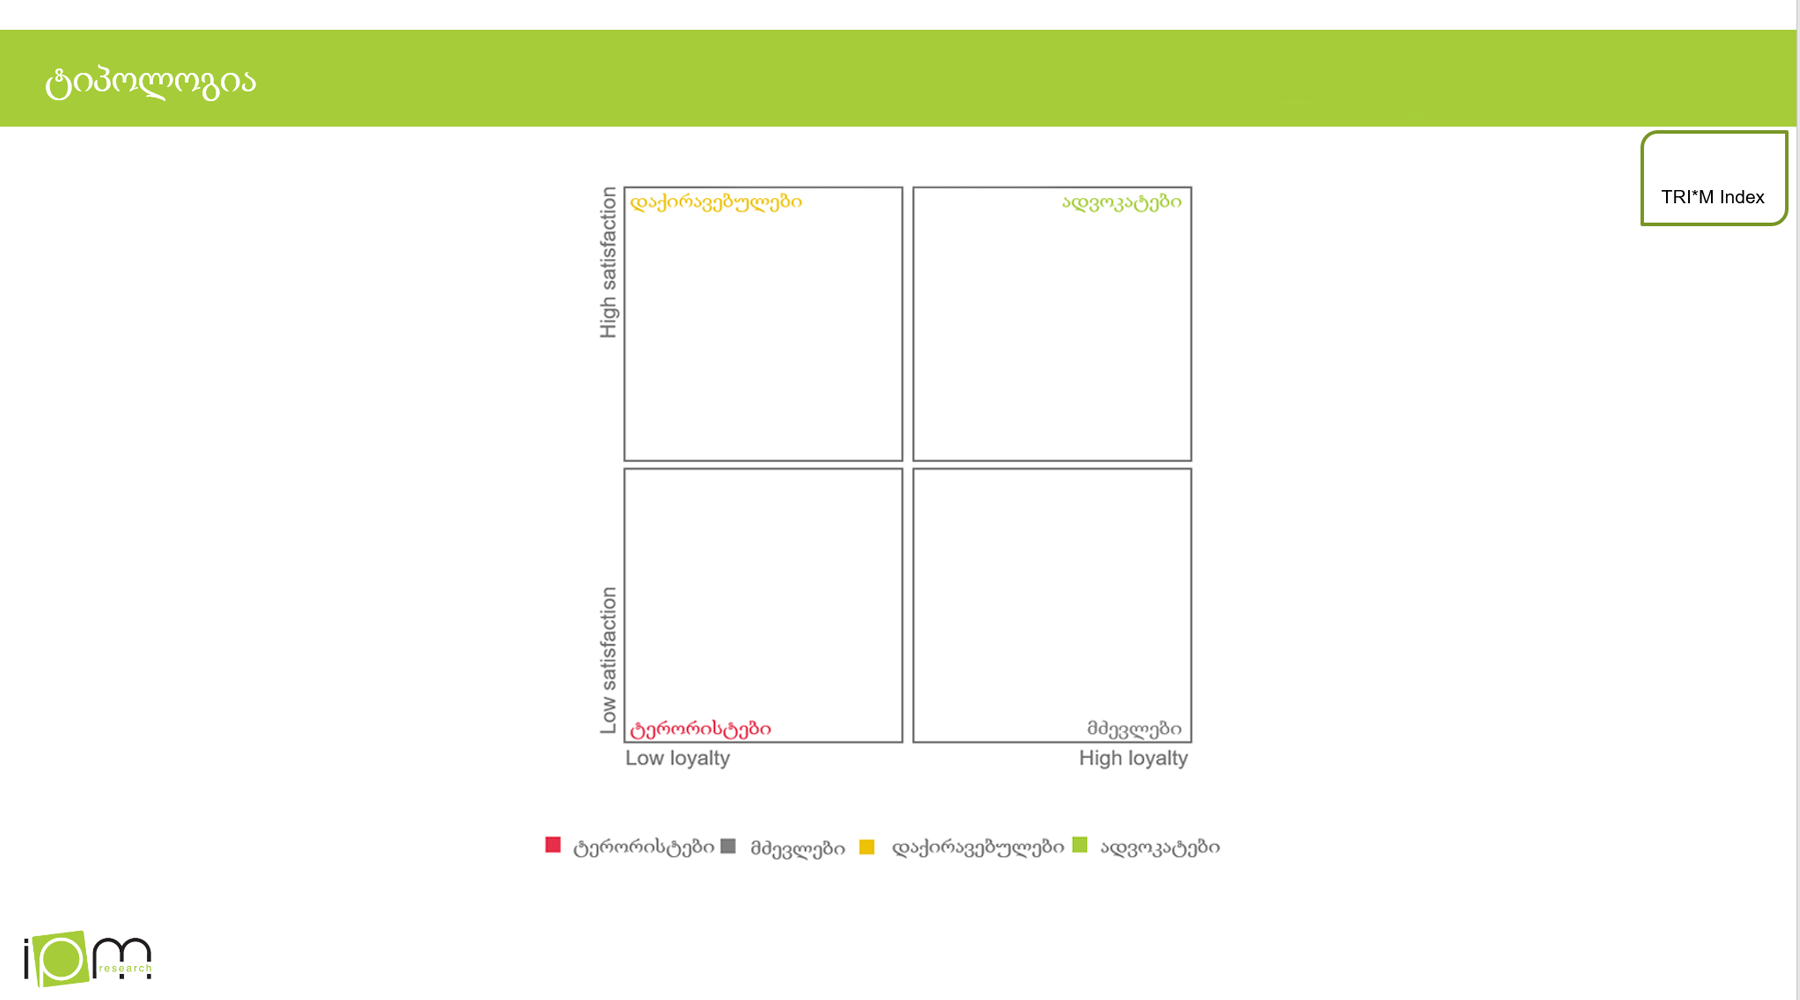 ტიპოლოგია
TRI*M Index
High satisfaction
დაქირავებულები
ადვოკატები
Low satisfaction
ტერორისტები
მძევლები
Low loyalty
High loyalty
ტერორისტები მძევლები დაქირავებულები ადვოკატები
ipm
research